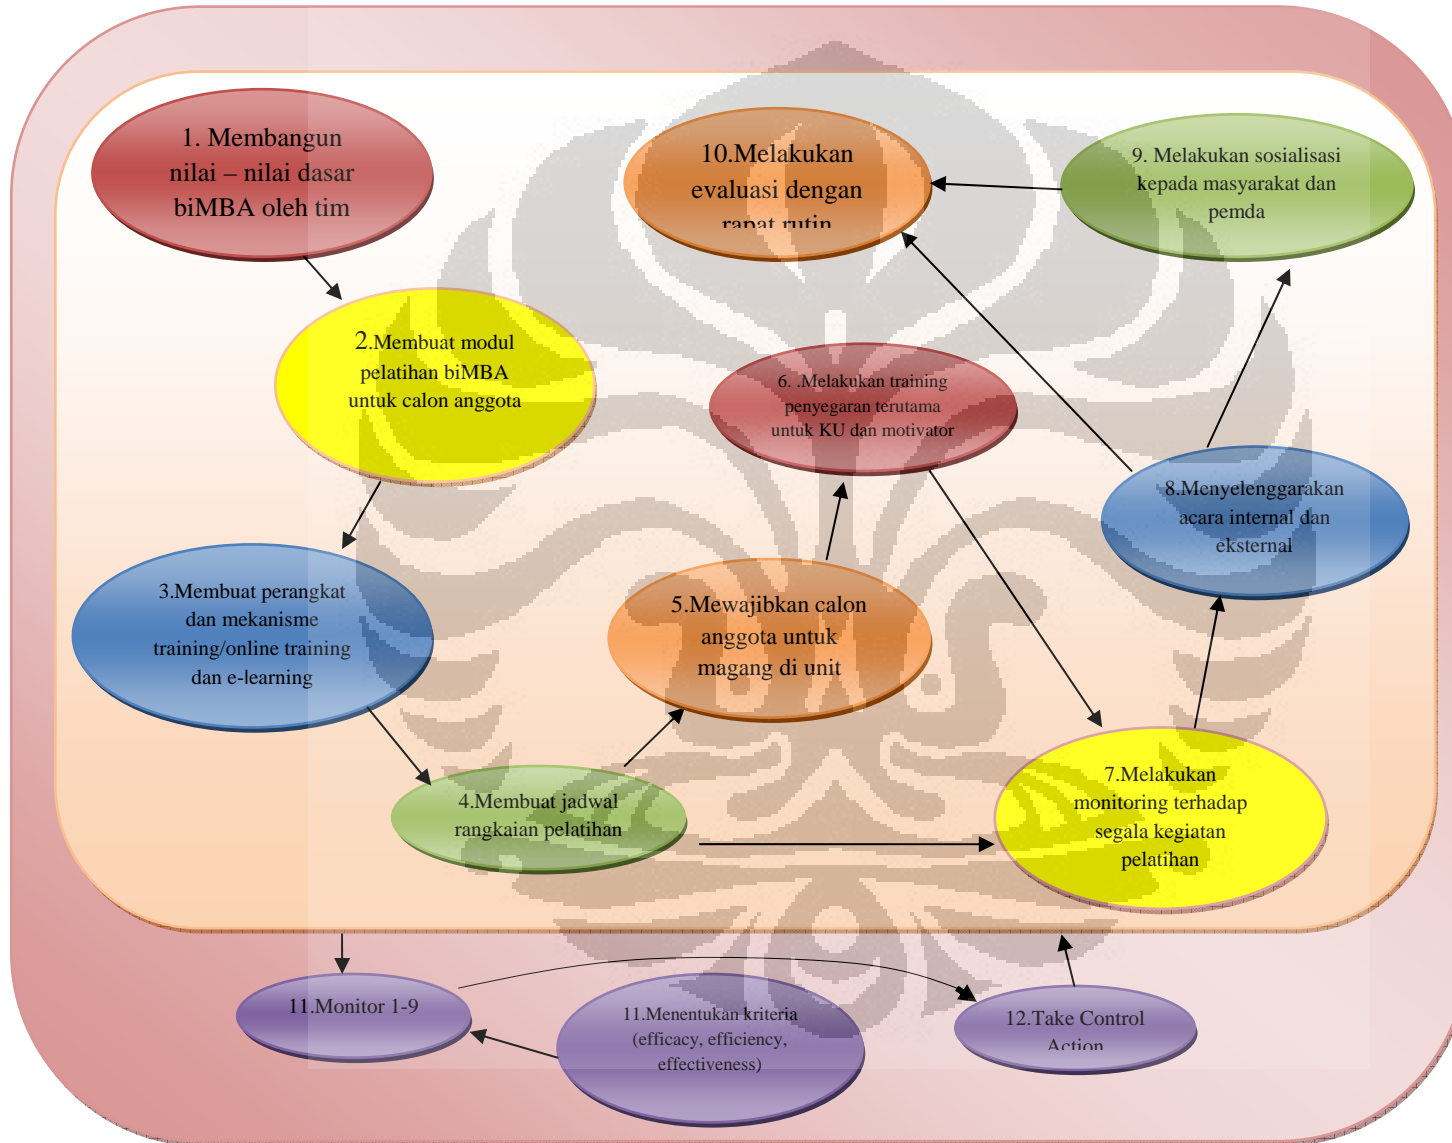 1. Membangun
nilai – nilai dasar
biMBA oleh tim
2.Membuat modul
pelatihan biMBA
untuk calon anggota
3.Membuat perangkat
dan mekanisme
training/online training
dan e-learning
4.Membuat jadwal
rangkaian pelatihan
5.Mewajibkan calon
anggota untuk
magang di unit
6. .Melakukan training
penyegaran terutama
untuk KU dan motivator
7.Melakukan
monitoring terhadap
segala kegiatan
pelatihan
8.Menyelenggarakan
acara internal dan
eksternal
9. Melakukan sosialisasi
kepada masyarakat dan
pemda
10.Melakukan
evaluasi dengan
rapat rutin
11.Monitor 1-9
11.Menentukan kriteria
(efficacy, efficiency,
effectiveness)
12.Take Control
Action